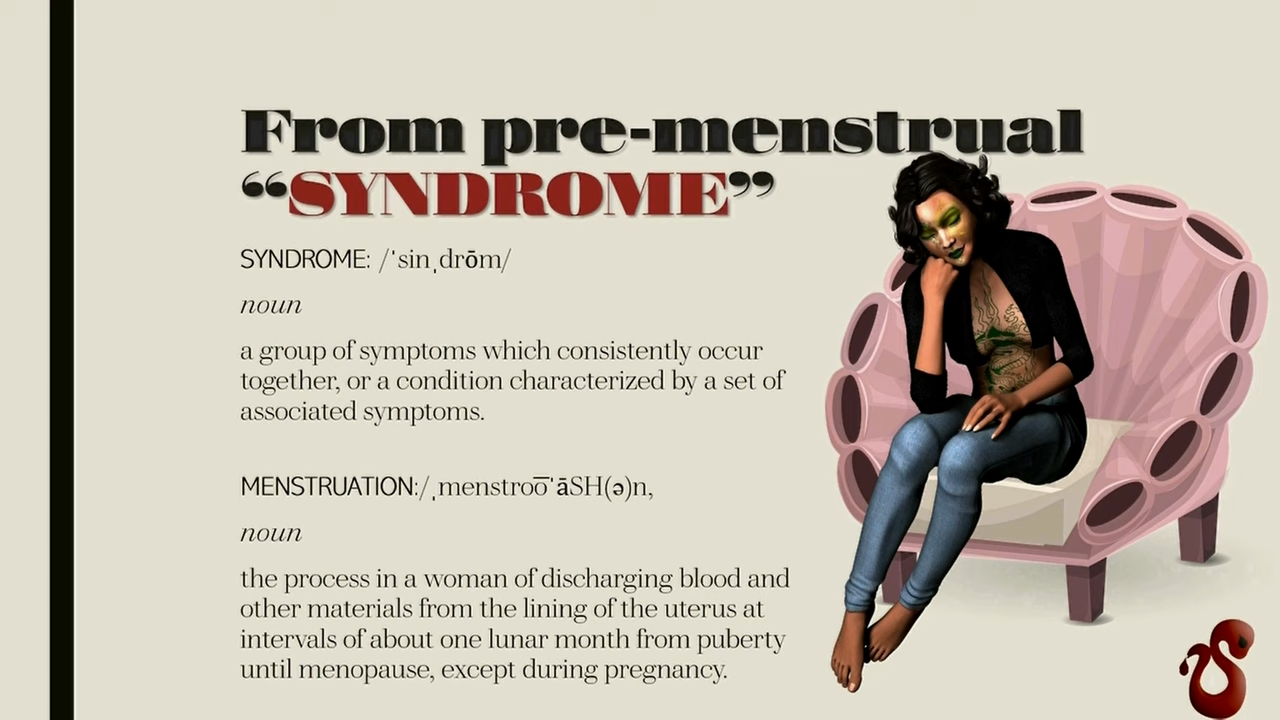 From pre-menstrual
“SYNDROME”
SYNDROME: /ˈsinˌdrōm/
noun
a group of symptoms which consistently occur
together, or a condition characterized by a set of
associated symptoms.
MENSTRUATION:/ˌmenstro͞oˈāSH(ə)n,
noun
the process in a woman of discharging blood and
other materials from the lining of the uterus at
intervals of about one lunar month from puberty
until menopause, except during pregnancy.